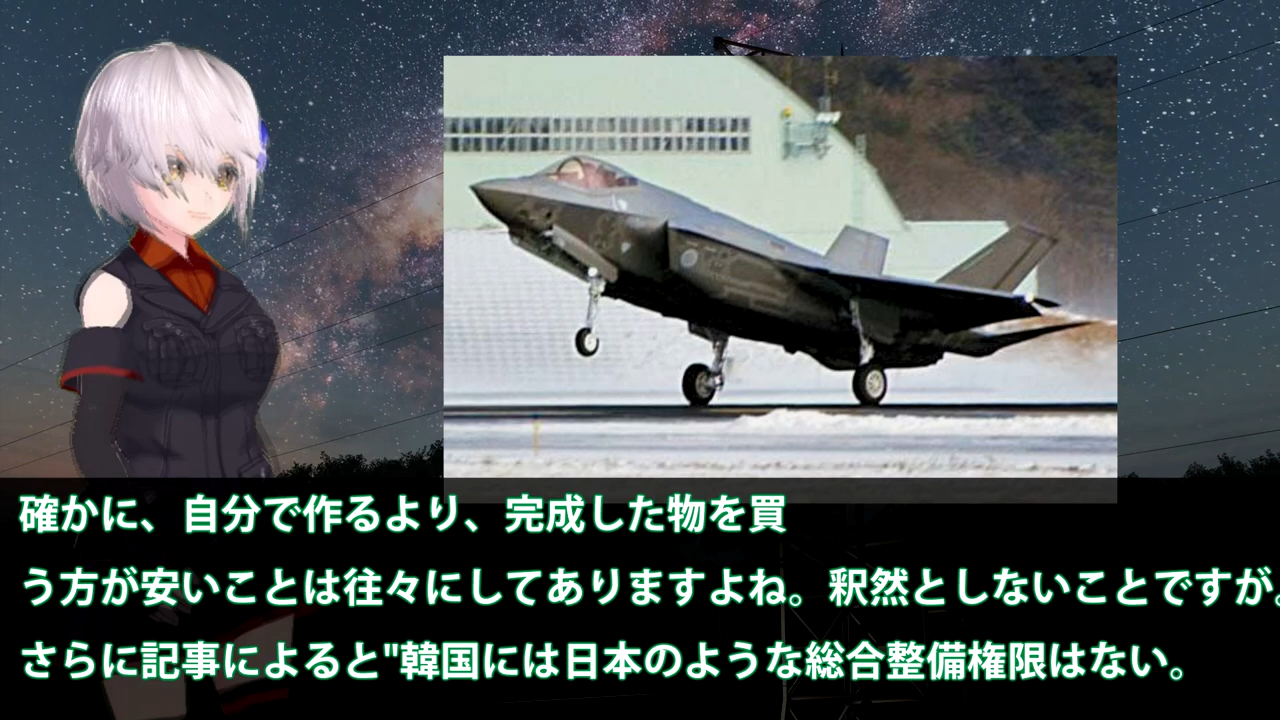 確かに、自分で作るより、完成した物を買
う方が安いことは往々にしてありますよね。釈然としないことですが。
さらに記事によると"韓国には日本のような総合整備権限はない。